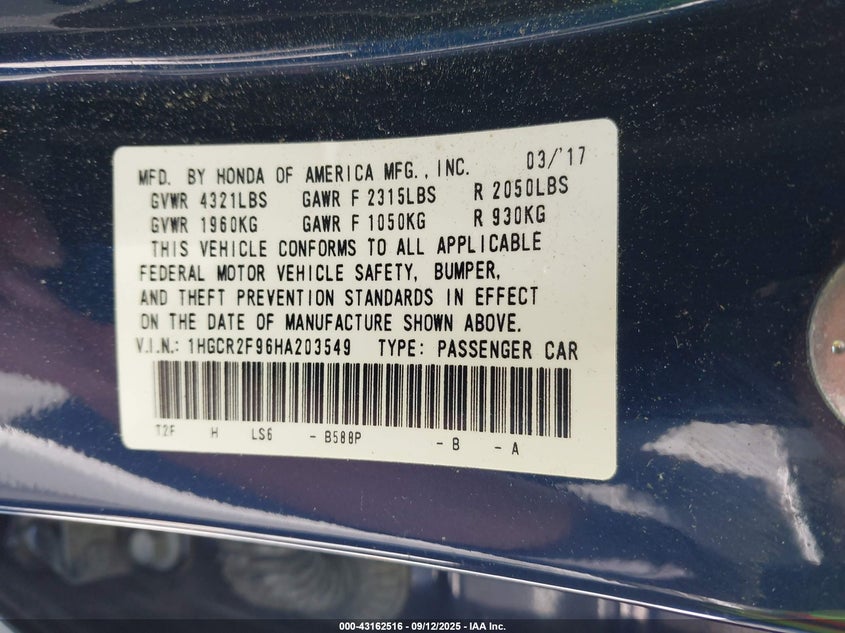 MFD. BY HONDA OF AMERICA MFG., INC. 03/'17
GVWR 4321LBS GAWR F 2315LBS R 2050LBS
GVWR 1960KG GAWR F 1050KG R 930KG
THIS VEHICLE CONFORMS TO ALL APPLICABLE
FEDERAL MOTOR VEHICLE SAFETY, BUMPER,
AND THEFT PREVENTION STANDARDS IN EFFECT
ON THE DATE OF MANUFACTURE SHOWN ABOVE.
V.I.N.: 1HGCR2F96HA203549 TYPE: PASSENGER CAR
T2F H LS6 - B588P - B - A
000-43162516 - 09/12/2025 - IAA Inc.